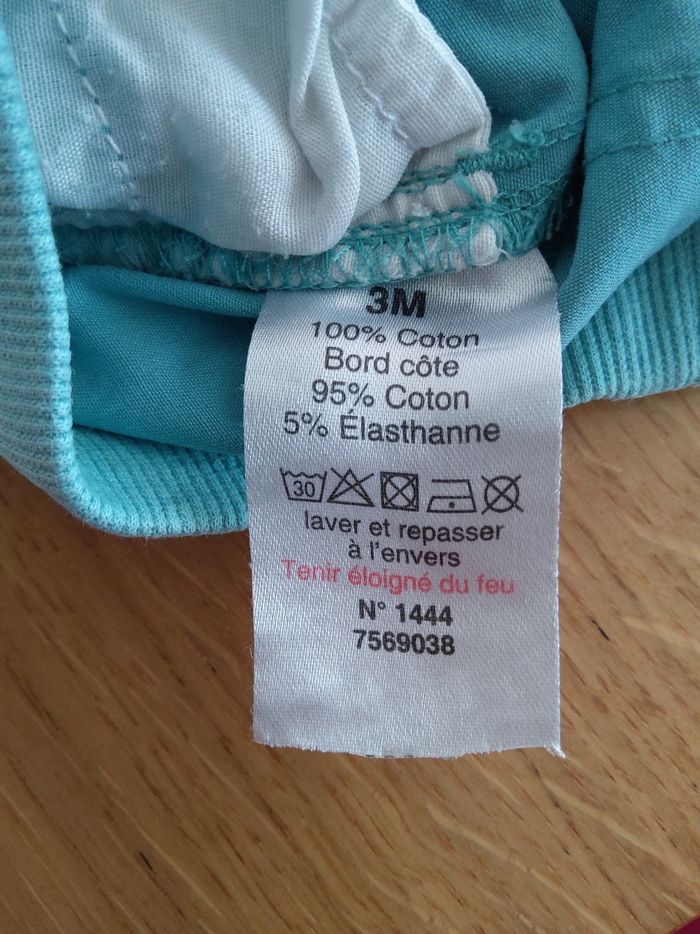 3M
100% Coton
Bord côte
95% Coton
5% Élasthanne
30
laver et repasser
à l'envers
Tenir éloigné du feu
N° 1444
7569038